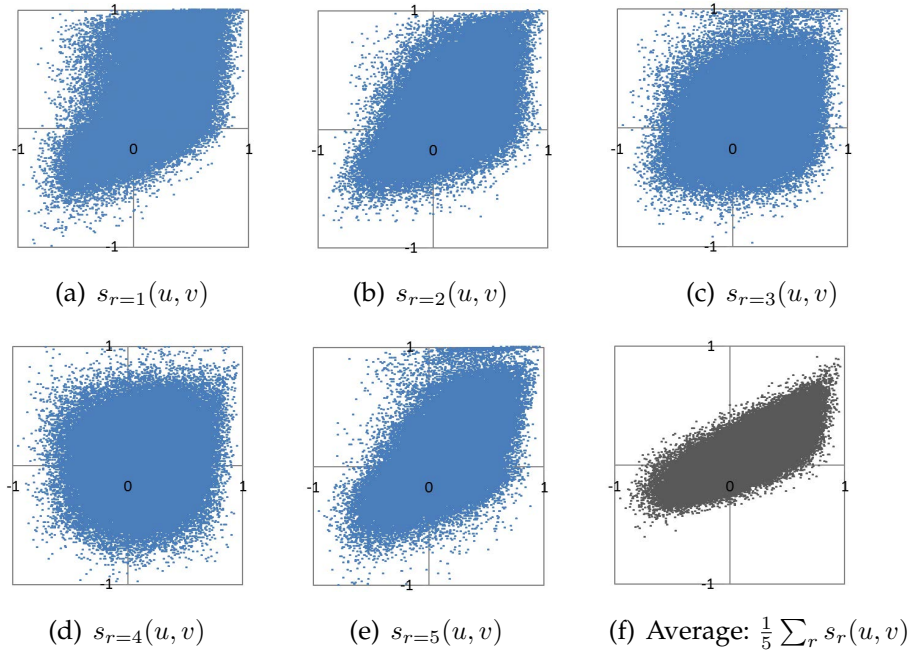 1 1 1
-1 0 1 -1 0 1 -1 0 1
-1 -1 -1
(a) $s_{r=1}(u, v)$ (b) $s_{r=2}(u, v)$ (c) $s_{r=3}(u, v)$
1 1 1
-1 0 1 -1 0 1 -1 0 1
-1 -1 -1
(d) $s_{r=4}(u, v)$ (e) $s_{r=5}(u, v)$ (f) Average: $\frac{1}{5} \sum_r s_r(u, v)$